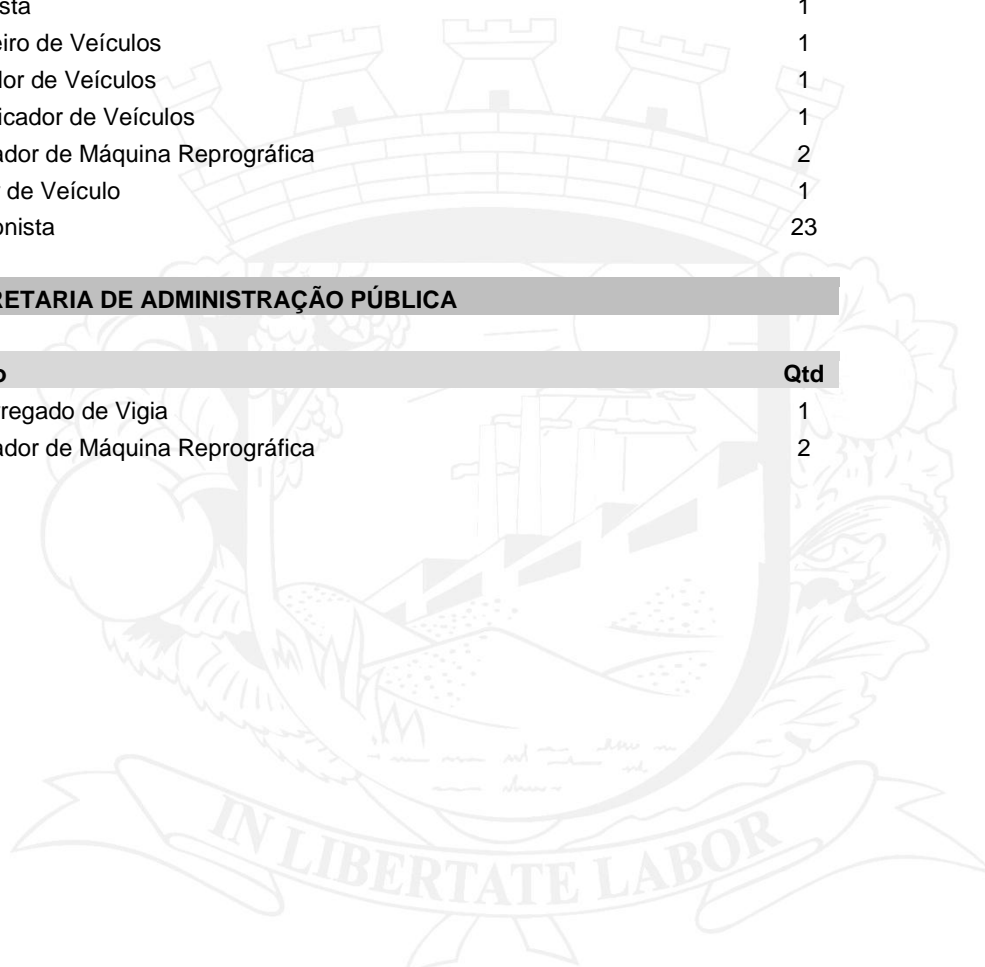 sta 1
eiro de Veículos 1
dor de Veículos 1
icador de Veículos 1
ador de Máquina Reprográfica 2
de Veículo 1
onista 23
RETARIA DE ADMINISTRAÇÃO PÚBLICA
o Qtd
regado de Vigia 1
ador de Máquina Reprográfica 2
IN LIBERTATE LABOR